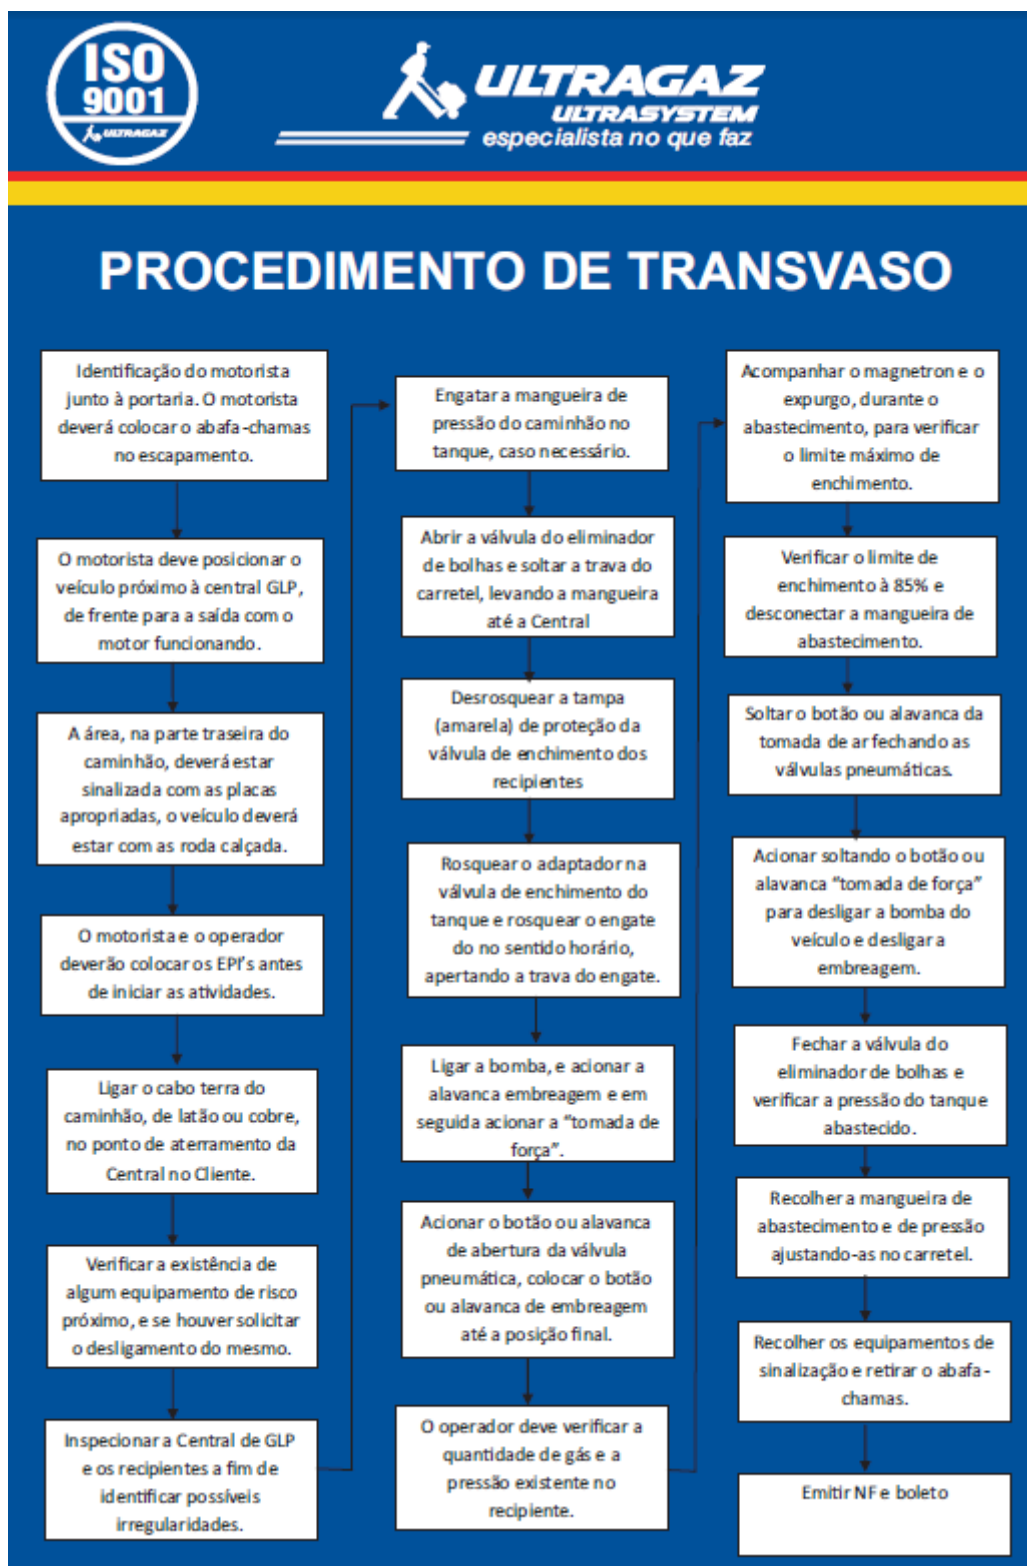 ISO
9001
ULTRAGAZ
ULTRAGAZ
ULTRASYSTEM
especialista no que faz
PROCEDIMENTO DE TRANSVASO
Identificação do motorista
junto à portaria. O motorista
deverá colocar o abafa-chamas
no escapamento.
O motorista deve posicionar o
veículo próximo à central GLP,
de frente para a saída com o
motor funcionando.
A área, na parte traseira do
caminhão, deverá estar
sinalizada com as placas
apropriadas, o veículo deverá
estar com as roda calçada.
O motorista e o operador
deverão colocar os EPI's antes
de iniciar as atividades.
Ligar o cabo terra do
caminhão, de latão ou cobre,
no ponto de aterramento da
Central no Cliente.
Verificar a existência de
algum equipamento de risco
próximo, e se houver solicitar
o desligamento do mesmo.
Inspecionar a Central de GLP
e os recipientes a fim de
identificar possíveis
irregularidades.
Engatar a mangueira de
pressão do caminhão no
tanque, caso necessário.
Abrir a válvula do eliminador
de bolhas e soltar a trava do
carretel, levando a mangueira
até a Central
Desrosquear a tampa
(amarela) de proteção da
válvula de enchimento dos
recipientes
Rosquear o adaptador na
válvula de enchimento do
tanque e rosquear o engate
do no sentido horário,
apertando a trava do engate.
Ligar a bomba, e acionar a
alavanca embreagem e em
seguida acionar a “tomada de
força”.
Acionar o botão ou alavanca
de abertura da válvula
pneumática, colocar o botão
ou alavanca de embreagem
até a posição final.
O operador deve verificar a
quantidade de gás e a
pressão existente no
recipiente.
Acompanhar o magnetron e o
expurgo, durante o
abastecimento, para verificar
o limite máximo de
enchimento.
Verificar o limite de
enchimento à 85% e
desconectar a mangueira de
abastecimento.
Soltar o botão ou alavanca da
tomada de ar fechando as
válvulas pneumáticas.
Acionar soltando o botão ou
alavanca “tomada de força”
para desligar a bomba do
veículo e desligar a
embreagem.
Fechar a válvula do
eliminador de bolhas e
verificar a pressão do tanque
abastecido.
Recolher a mangueira de
abastecimento e de pressão
ajustando-as no carretel.
Recolher os equipamentos de
sinalização e retirar o abafa-
chamas.
Emitir NF e boleto